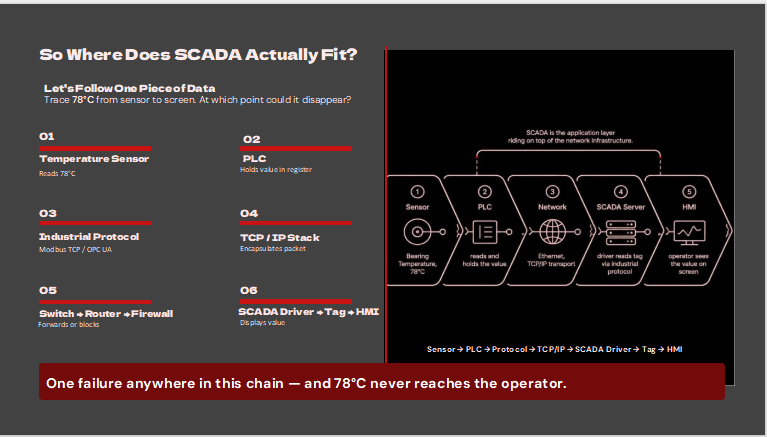 So Where Does SCADA Actually Fit?
Let's Follow One Piece of Data
Trace 78°C from sensor to screen. At which point could it disappear?
01
Temperature Sensor
Reads 78°C
02
PLC
Holds value in register
03
Industrial Protocol
Modbus TCP / OPC UA
04
TCP / IP Stack
Encapsulates packet
05
Switch → Router → Firewall
Forwards or blocks
06
SCADA Driver → Tag → HMI
Displays value
SCADA is the application layer
riding on top of the network infrastructure.
1
Sensor
Bearing
Temperature,
78°C
2
PLC
reads and
holds the value
3
Network
Ethernet,
TCP/IP transport
4
SCADA Server
driver reads tag
via industrial
protocol
5
HMI
operator sees
the value on
screen
Sensor → PLC → Protocol → TCP/IP → SCADA Driver → Tag → HMI
One failure anywhere in this chain — and 78°C never reaches the operator.